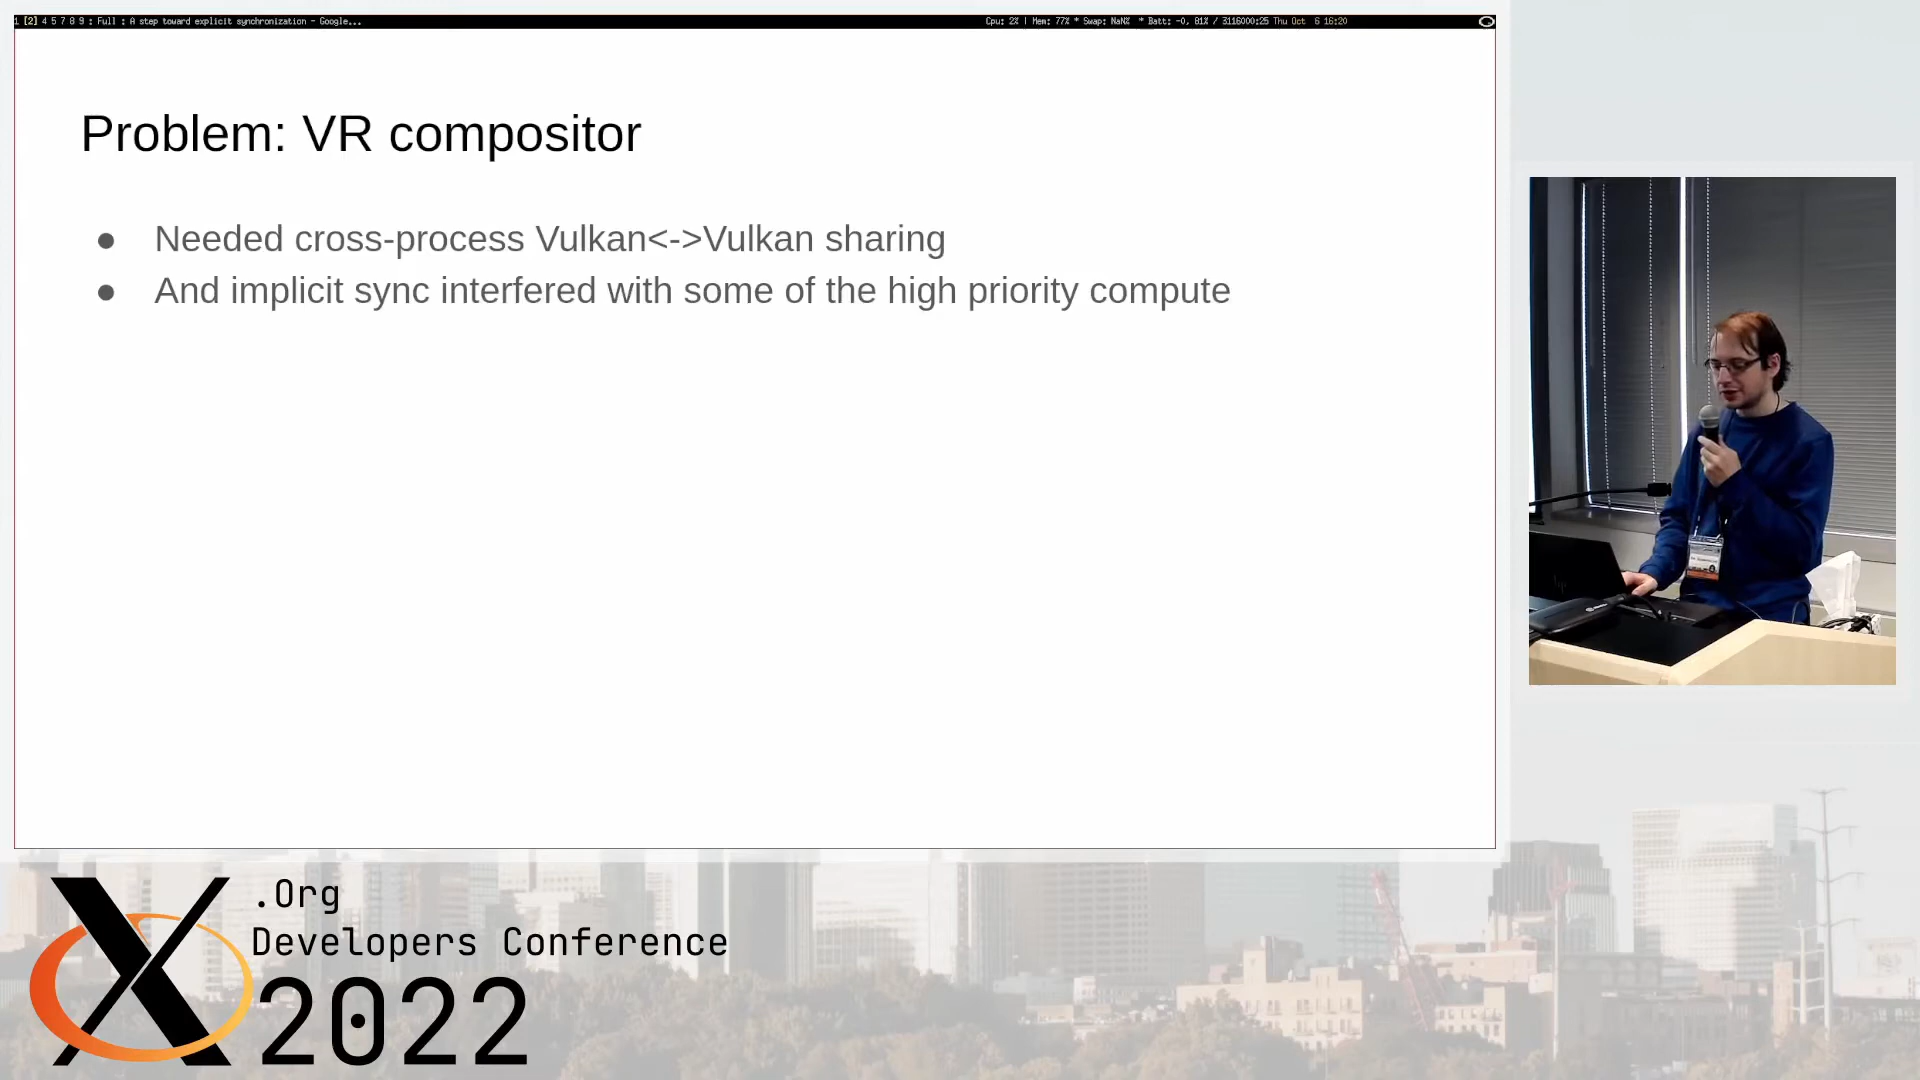 1 [2] 4 5 7 8 9 : Full : A step toward explicit synchronization - Google...
Cpu: 2% | Mem: 77% * Swap: NaN% * Batt: -0, 81% / 3116000:25 Thu Oct 6 16:20
Problem: VR compositor
● Needed cross-process Vulkan<->Vulkan sharing
● And implicit sync interfered with some of the high priority compute
X.Org
Developers Conference
2022